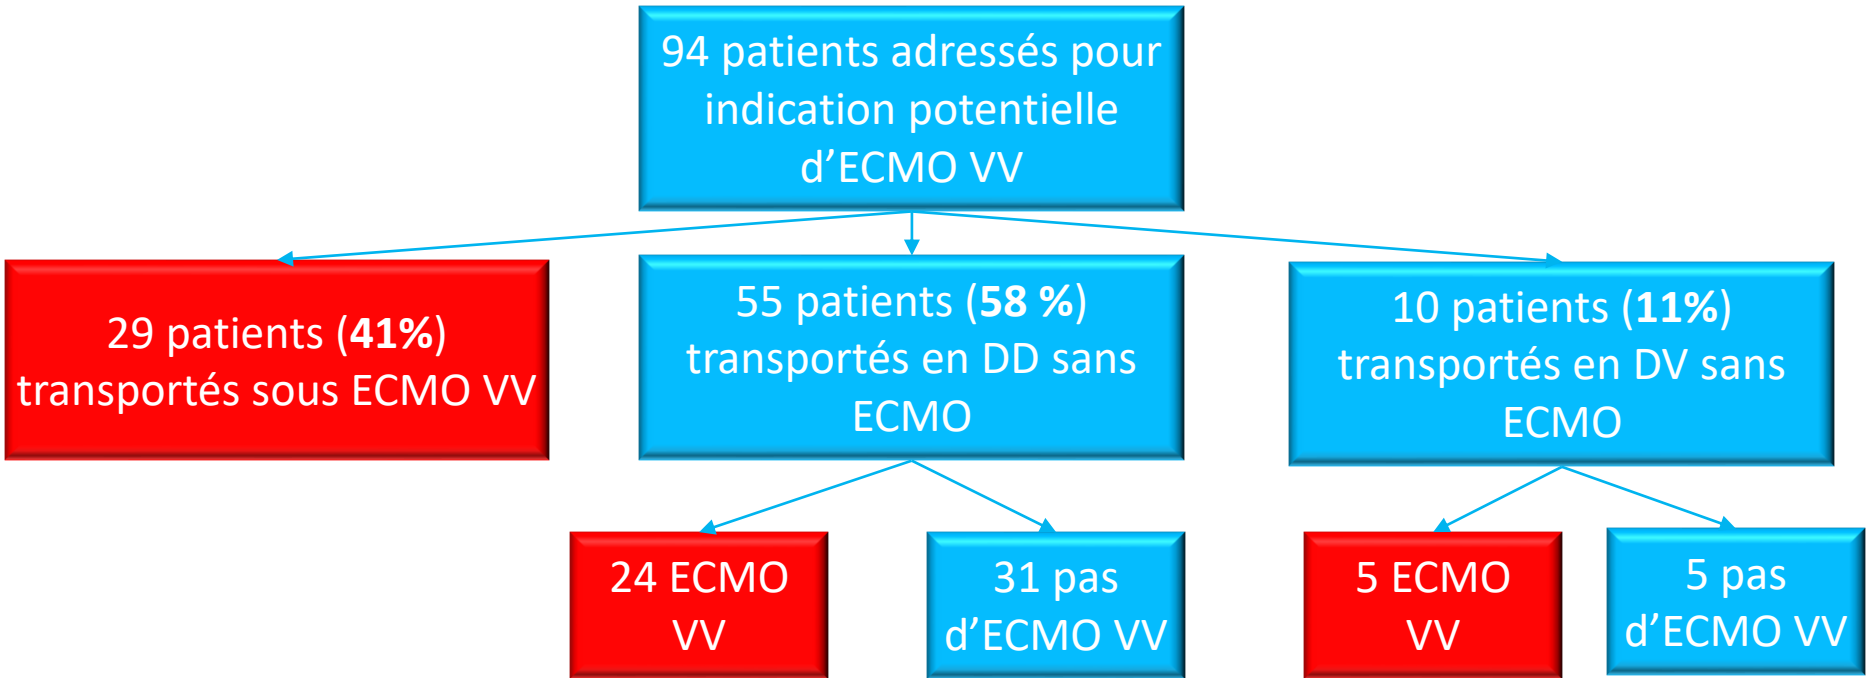 94 patients adressés pour
indication potentielle
d’ECMO VV
29 patients (41%)
transportés sous ECMO VV
55 patients (58 %)
transportés en DD sans
ECMO
10 patients (11%)
transportés en DV sans
ECMO
24 ECMO
VV
31 pas
d’ECMO VV
5 ECMO
VV
5 pas
d’ECMO VV